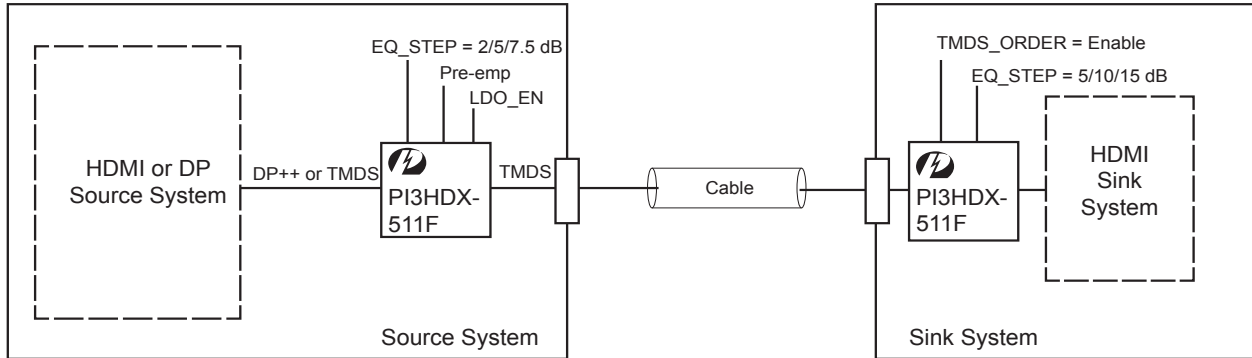 EQ_STEP = 2/5/7.5 dB
Pre-emp
LDO_EN
HDMI or DP
Source System
DP++ or TMDS
PI3HDX-
511F
TMDS
Source System
Cable
TMDS_ORDER = Enable
EQ_STEP = 5/10/15 dB
PI3HDX-
511F
HDMI
Sink
System
Sink System